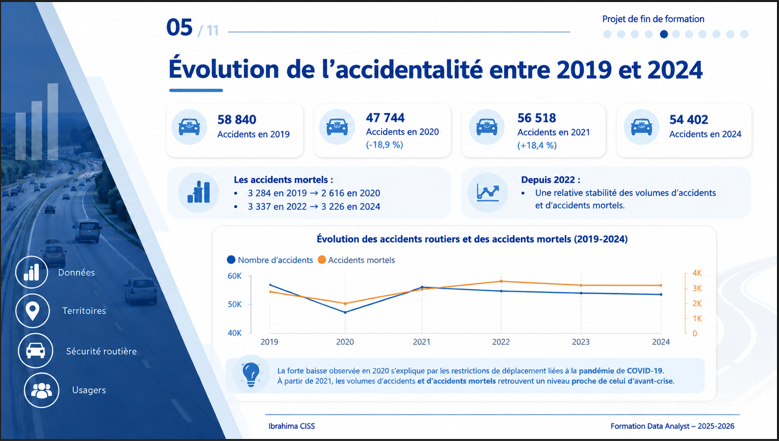 05 / 11
Projet de fin de formation
Évolution de l'accidentalité entre 2019 et 2024
58 840
Accidents en 2019
47 744
Accidents en 2020
(-18,9 %)
56 518
Accidents en 2021
(+18,4 %)
54 402
Accidents en 2024
Les accidents mortels :
• 3 284 en 2019 → 2 616 en 2020
• 3 337 en 2022 → 3 226 en 2024
Depuis 2022 :
• Une relative stabilité des volumes d'accidents
et d'accidents mortels.
Évolution des accidents routiers et des accidents mortels (2019-2024)
Nombre d'accidents Accidents mortels
60K
50K
40K
4K
3K
2K
1K
0
2019 2020 2021 2022 2023 2024
La forte baisse observée en 2020 s'explique par les restrictions de déplacement liées à la pandémie de COVID-19.
À partir de 2021, les volumes d'accidents et d'accidents mortels retrouvent un niveau proche de celui d'avant-crise.
Données
Territoires
Sécurité routière
Usagers
Ibrahima CISS
Formation Data Analyst – 2025-2026